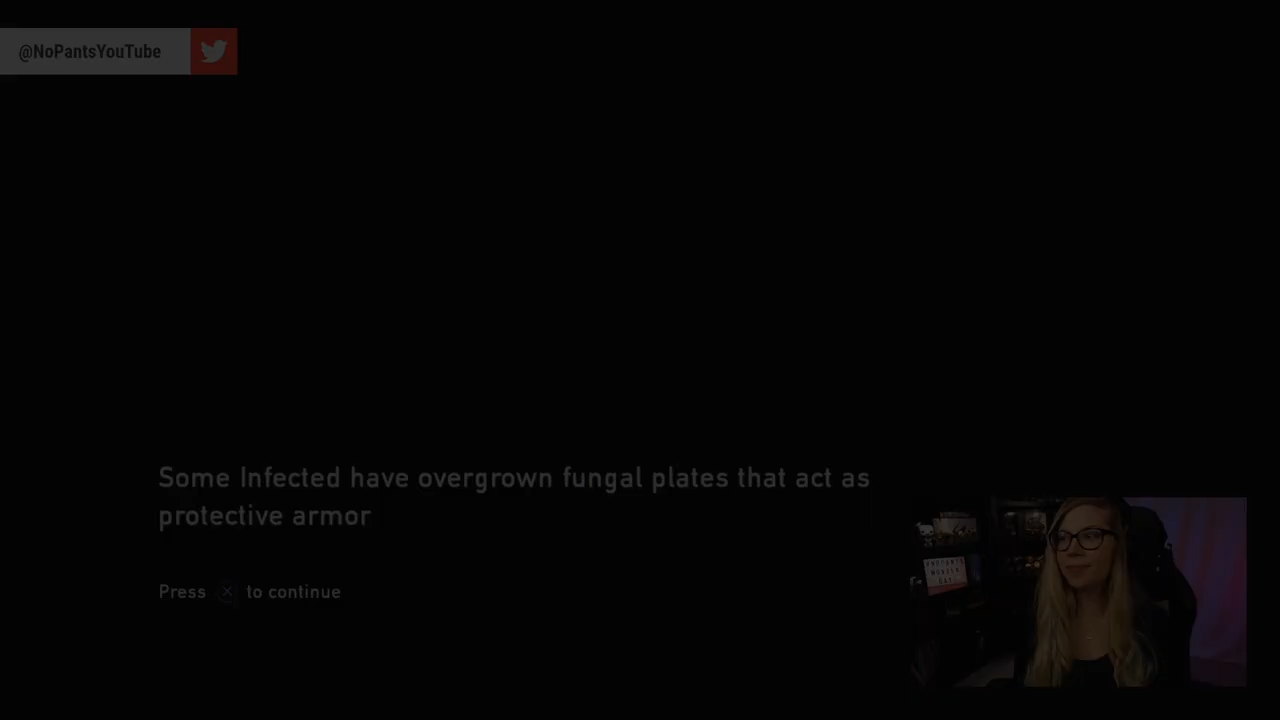 @NoPantsYouTube
Some Infected have overgrown fungal plates that act as
protective armor
Press to continue